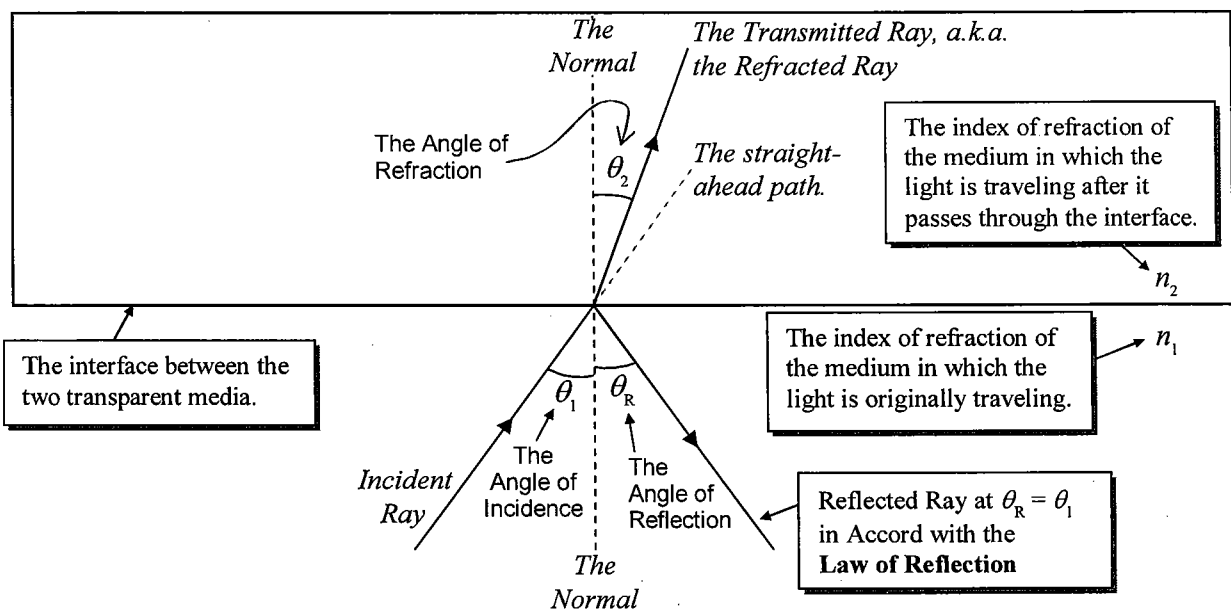 The
Normal
The Transmitted Ray, a.k.a.
the Refracted Ray
The Angle of
Refraction
θ₂
The straight-
ahead path.
The index of refraction of
the medium in which the
light is traveling after it
passes through the interface.
n₂
The interface between the
two transparent media.
The index of refraction of
the medium in which the
light is originally traveling.
n₁
θ₁
θR
Incident
Ray
The
Angle of
Incidence
The
Angle of
Reflection
Reflected Ray at θR = θ₁
in Accord with the
Law of Reflection
The
Normal